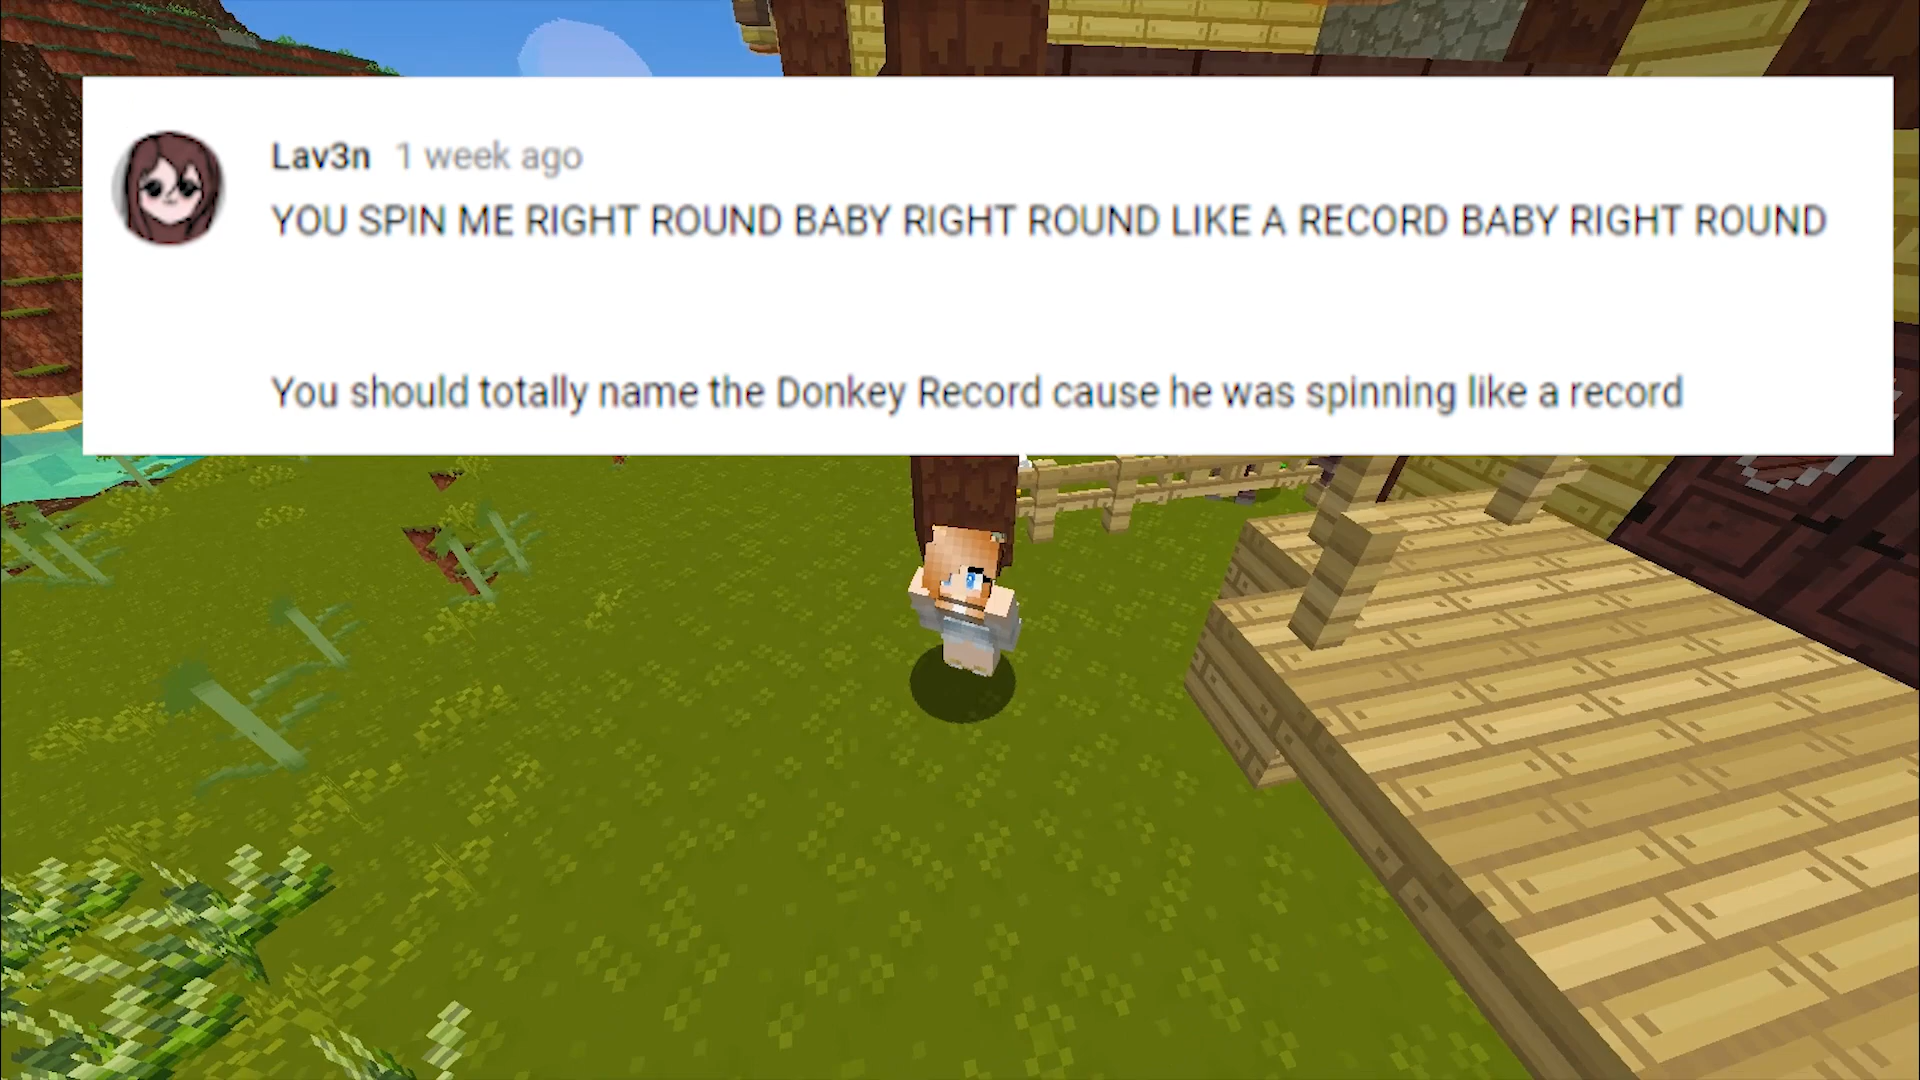 Lav3n 1 week ago
YOU SPIN ME RIGHT ROUND BABY RIGHT ROUND LIKE A RECORD BABY RIGHT ROUND
You should totally name the Donkey Record cause he was spinning like a record